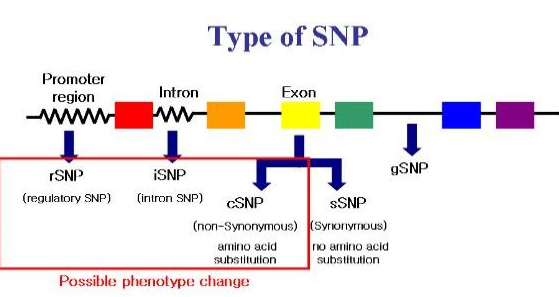 Type of SNP
Promoter
region
Intron
Exon
rSNP
(regulatory SNP)
iSNP
(intron SNP)
cSNP
(non-Synonymous)
amino acid
substitution
sSNP
(Synonymous)
no amino acid
substitution
gSNP
Possible phenotype change